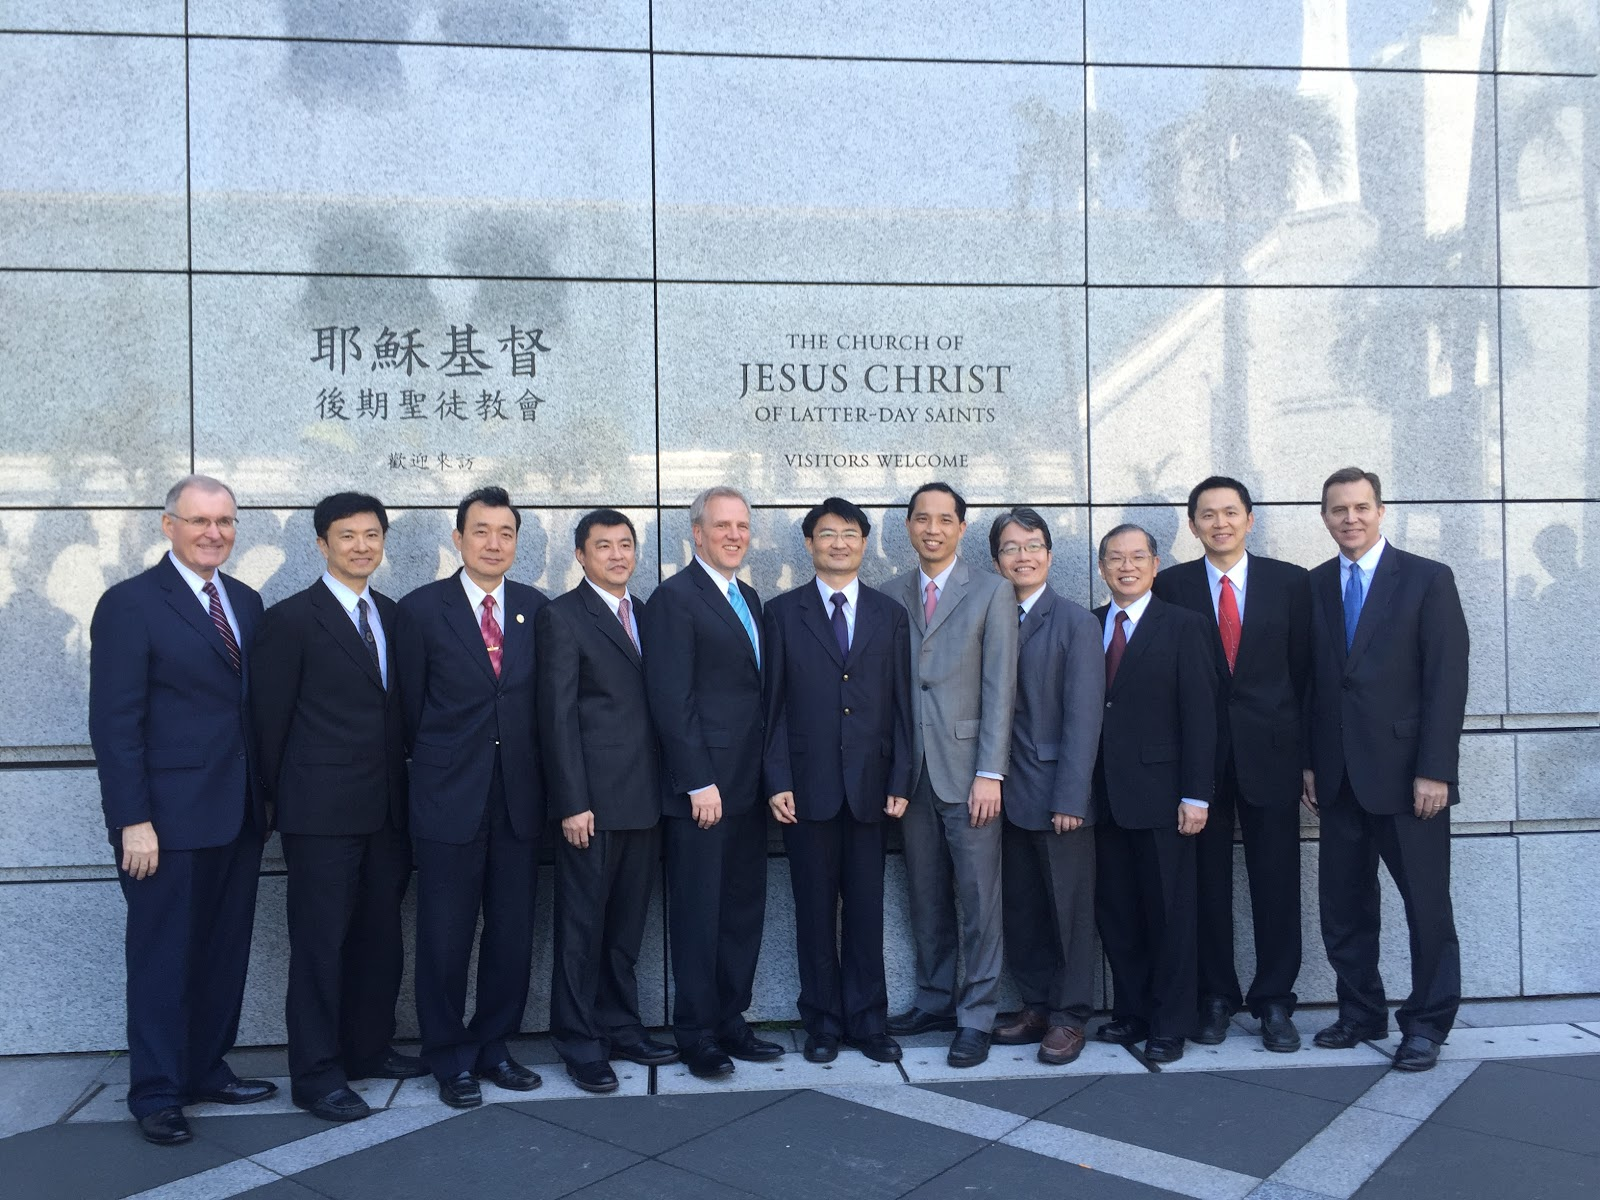 耶穌基督
後期聖徒教會
歡迎來訪
THE CHURCH OF
JESUS CHRIST
OF LATTER-DAY SAINTS
VISITORS WELCOME